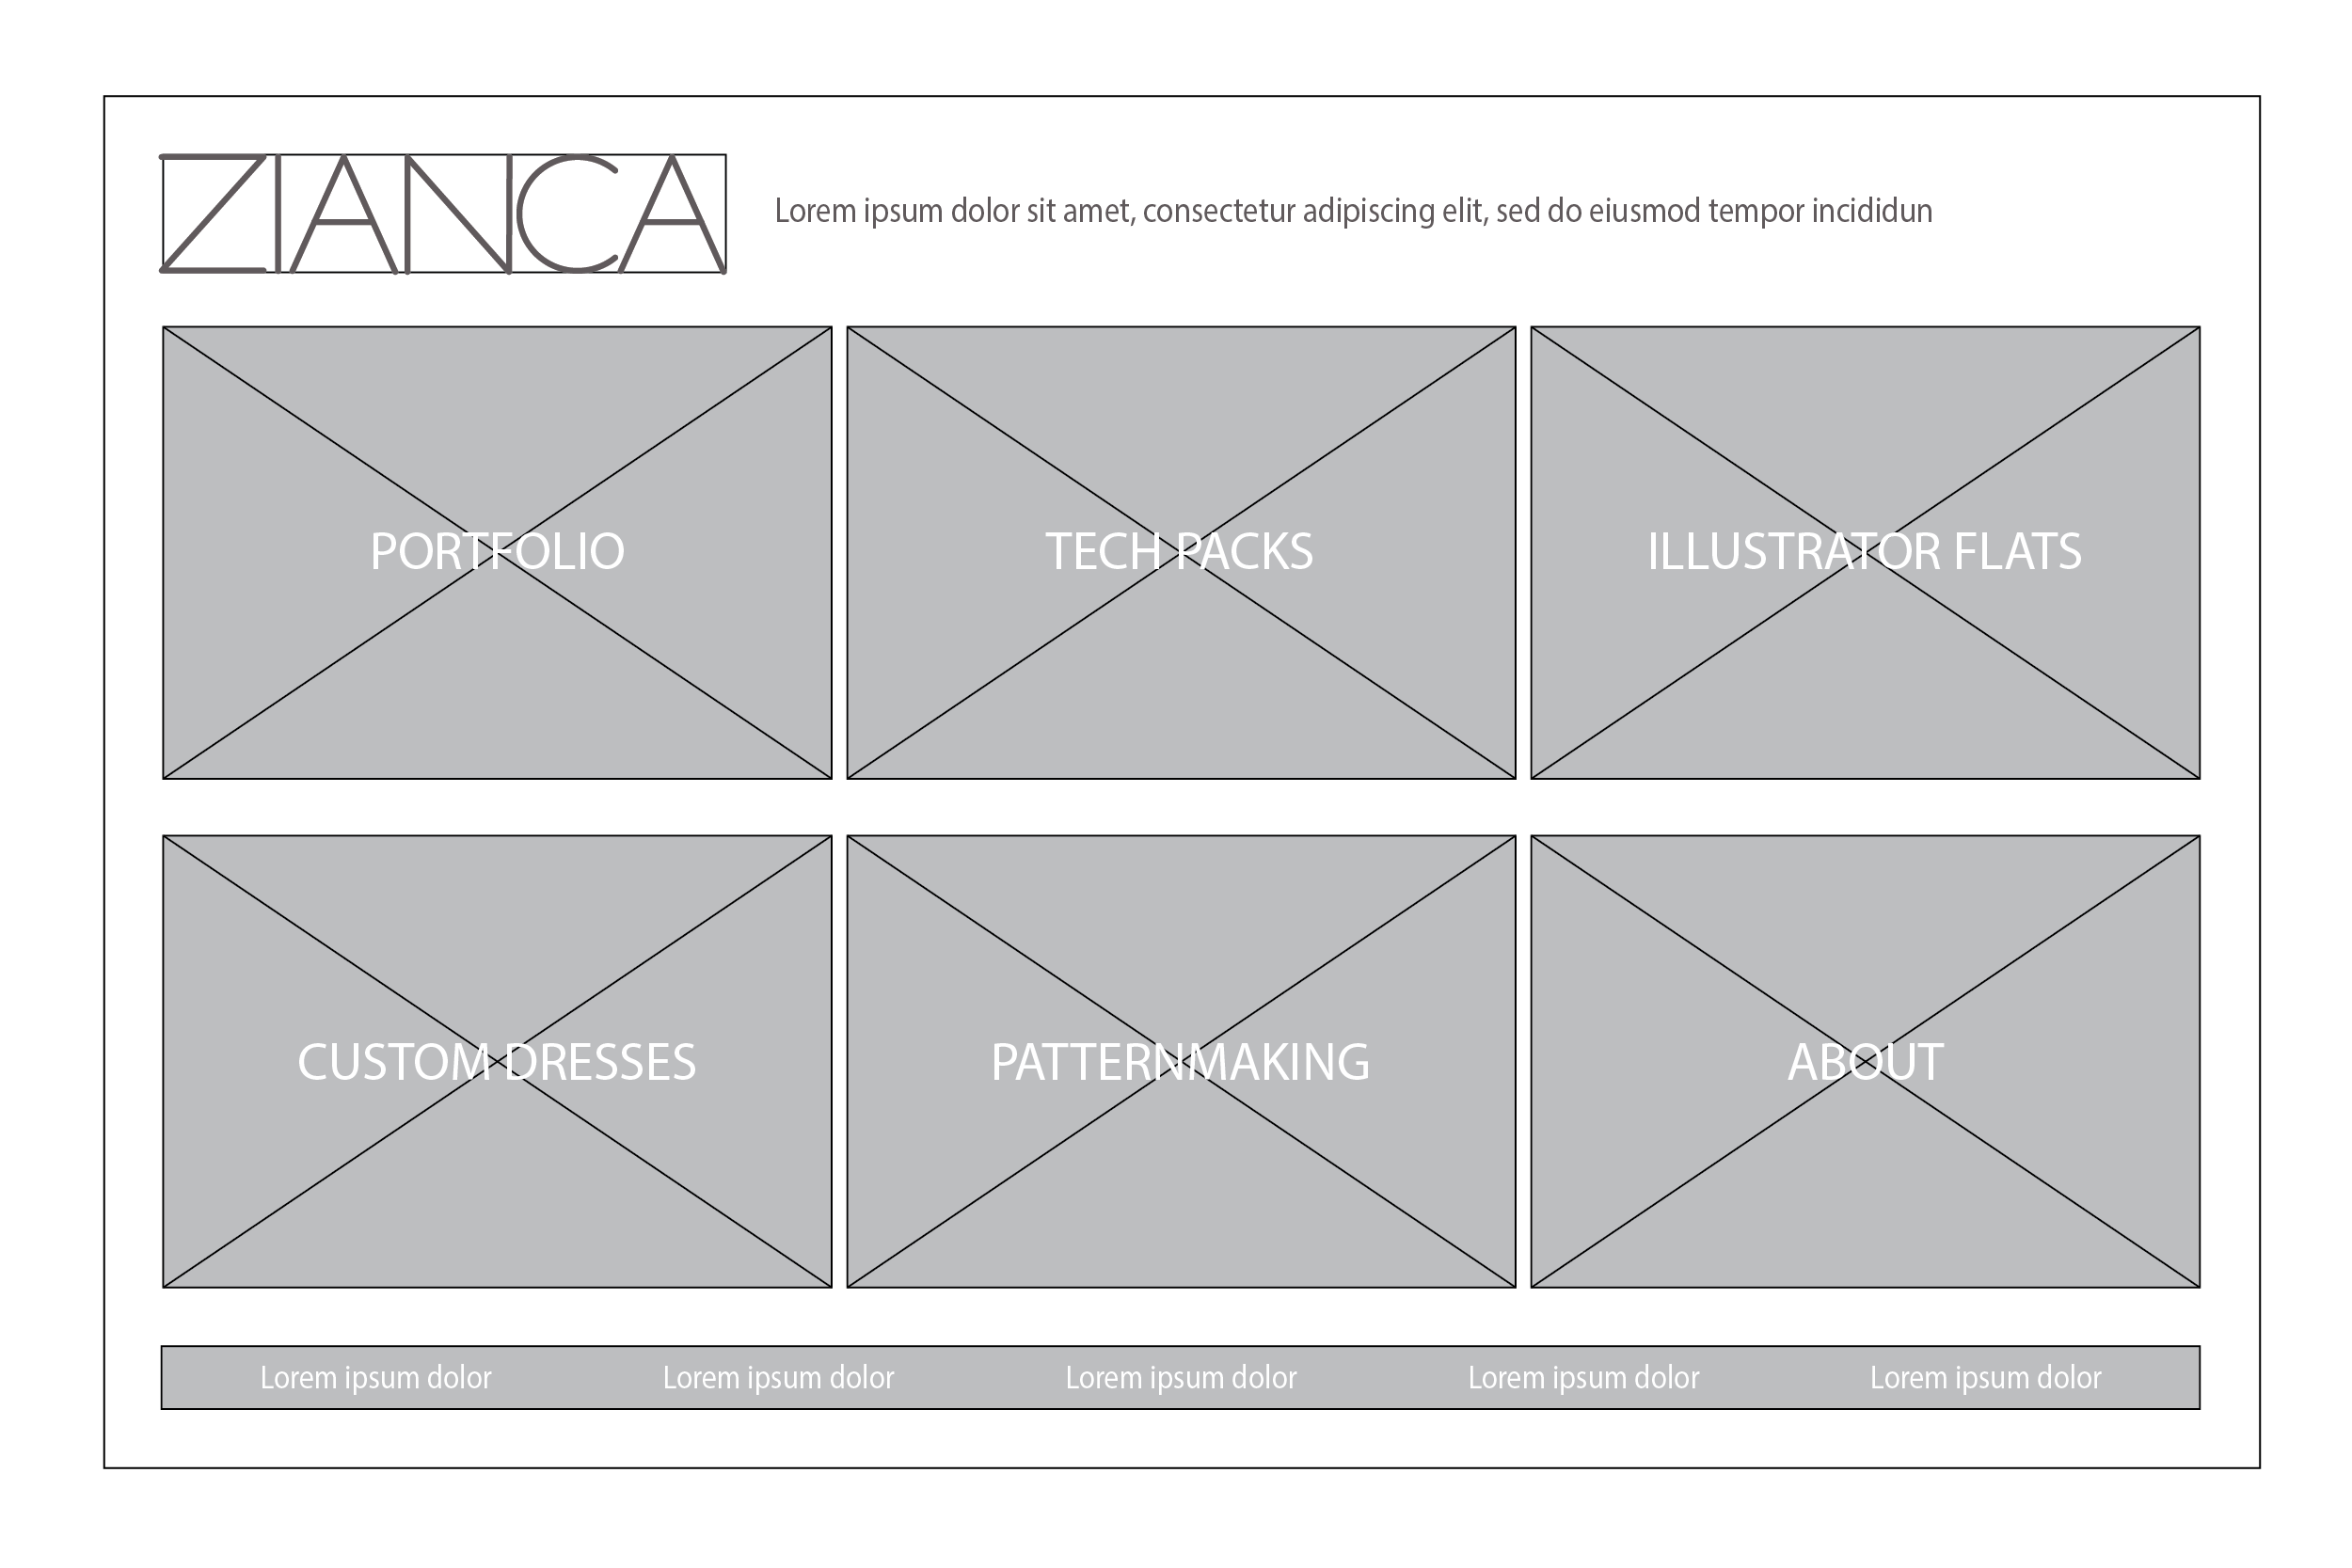 ZIANCA
Lorem ipsum dolor sit amet, consectetur adipiscing elit, sed do eiusmod tempor incididun
PORTFOLIO
TECH PACKS
ILLUSTRATOR FLATS
CUSTOM DRESSES
PATTERNMAKING
ABOUT
Lorem ipsum dolor
Lorem ipsum dolor
Lorem ipsum dolor
Lorem ipsum dolor
Lorem ipsum dolor